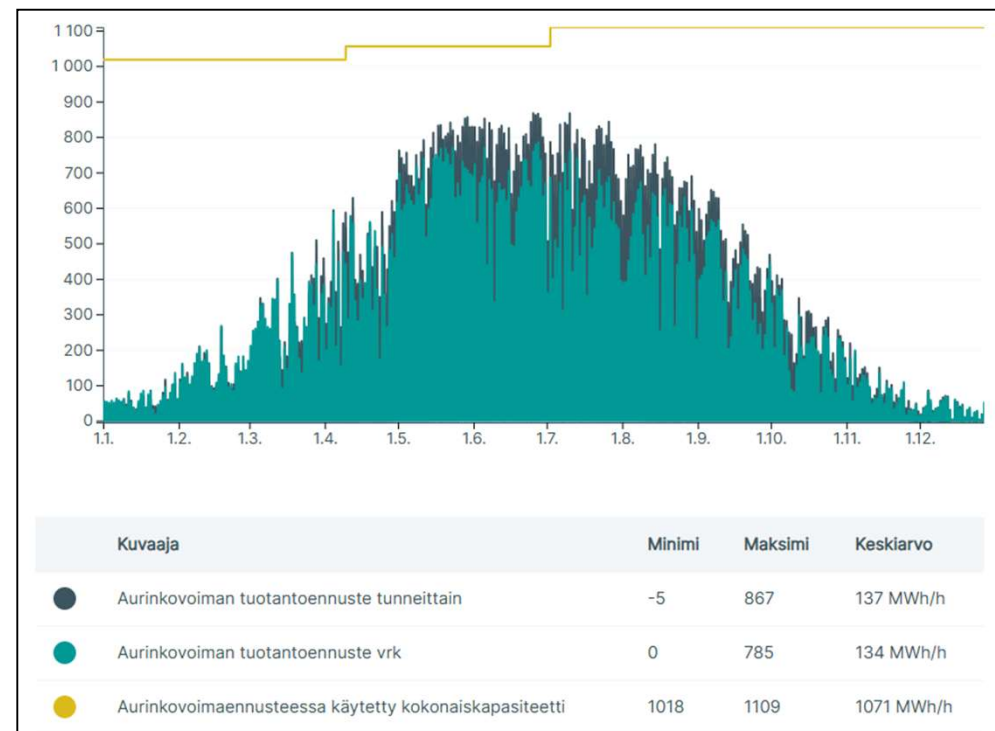 1 100
1 000
900
800
700
600
500
400
300
200
100
0
1.1. 1.2. 1.3. 1.4. 1.5. 1.6. 1.7. 1.8. 1.9. 1.10. 1.11. 1.12.
Kuvaaja Minimi Maksimi Keskiarvo
Aurinkovoiman tuotantoennuste tunneittain -5 867 137 MWh/h
Aurinkovoiman tuotantoennuste vrk 0 785 134 MWh/h
Aurinkovoimaennusteessa käytetty kokonaiskapasiteetti 1018 1109 1071 MWh/h